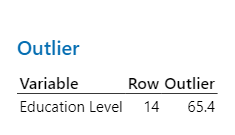 Outlier
Variable Row Outlier
Education Level 14 65.4